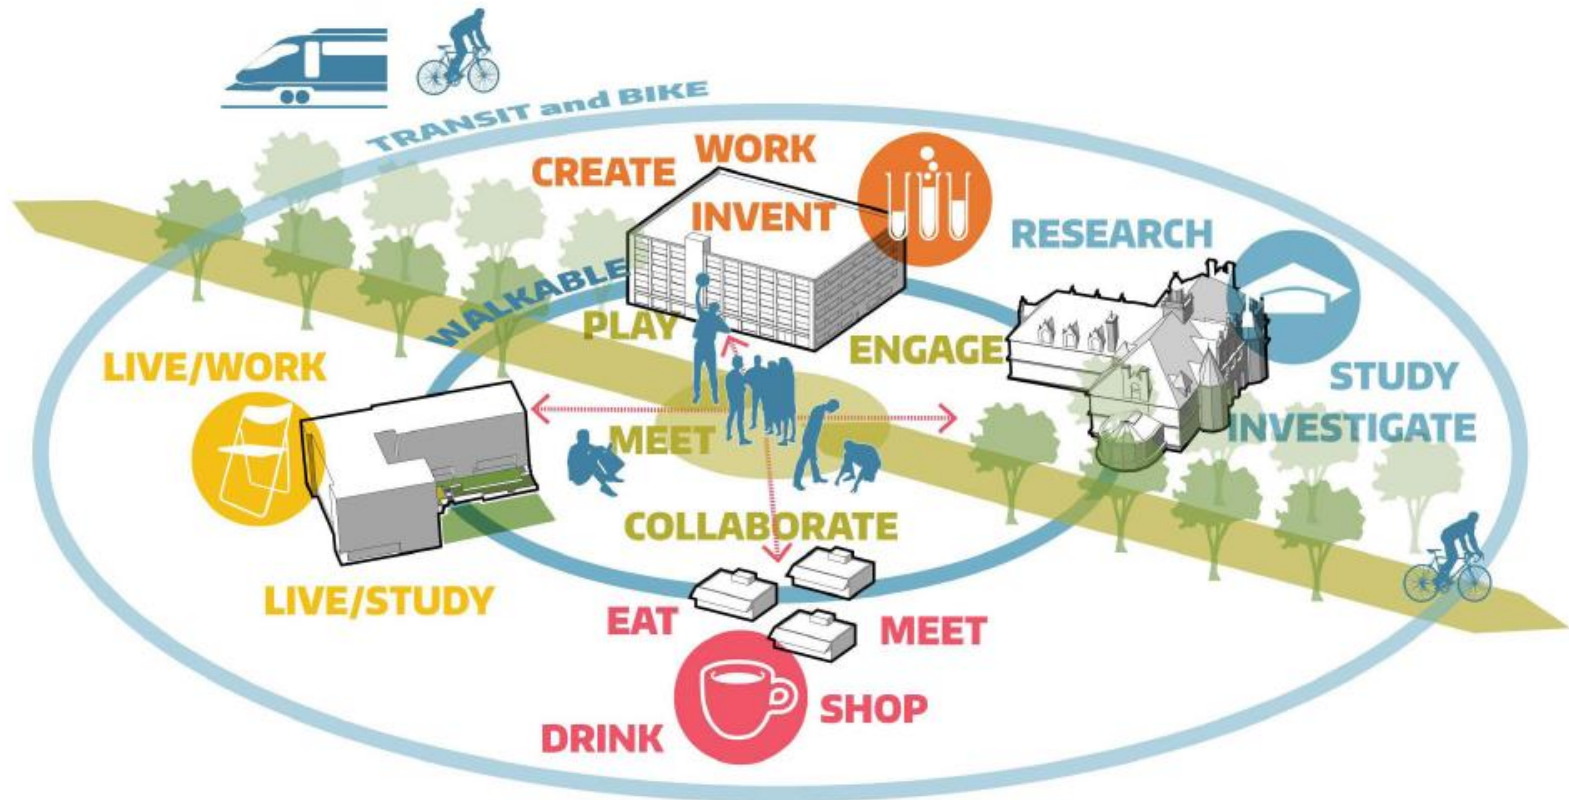 TRANSIT and BIKE
WORK
CREATE
INVENT
RESEARCH
WALKABLE
PLAY
ENGAGE
LIVE/WORK
STUDY
INVESTIGATE
MEET
COLLABORATE
LIVE/STUDY
EAT
MEET
SHOP
DRINK